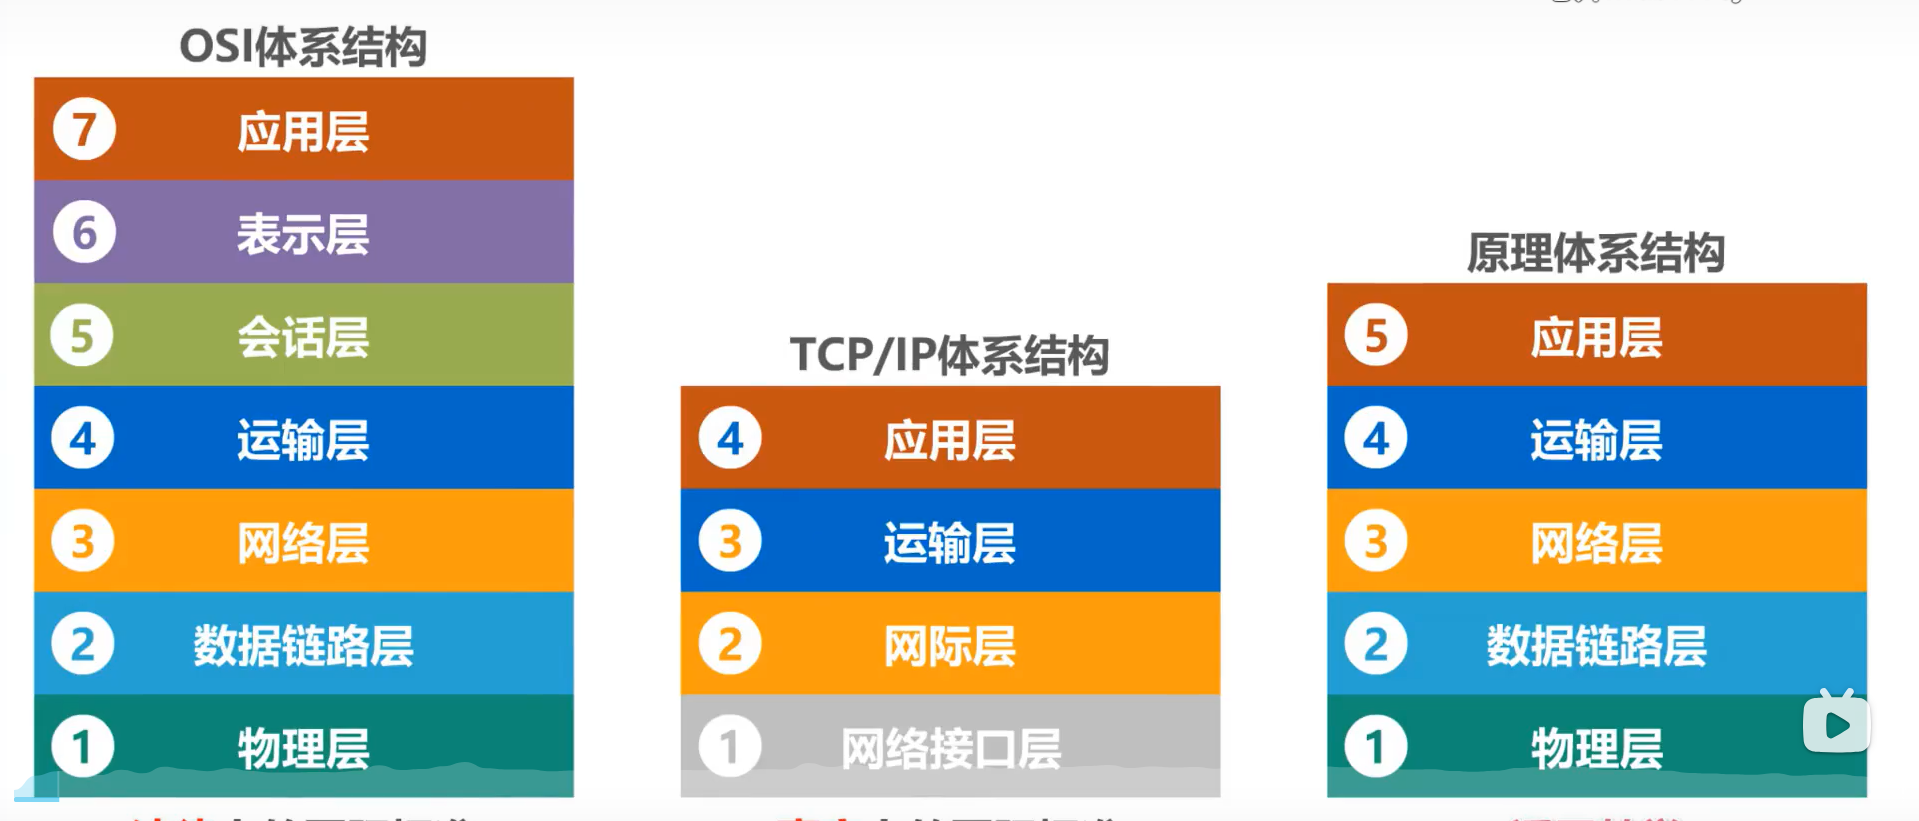 OSI体系结构
7 应用层
6 表示层
5 会话层
4 运输层
3 网络层
2 数据链路层
1 物理层
TCP/IP体系结构
4 应用层
3 运输层
2 网际层
1 网络接口层
原理体系结构
5 应用层
4 运输层
3 网络层
2 数据链路层
1 物理层